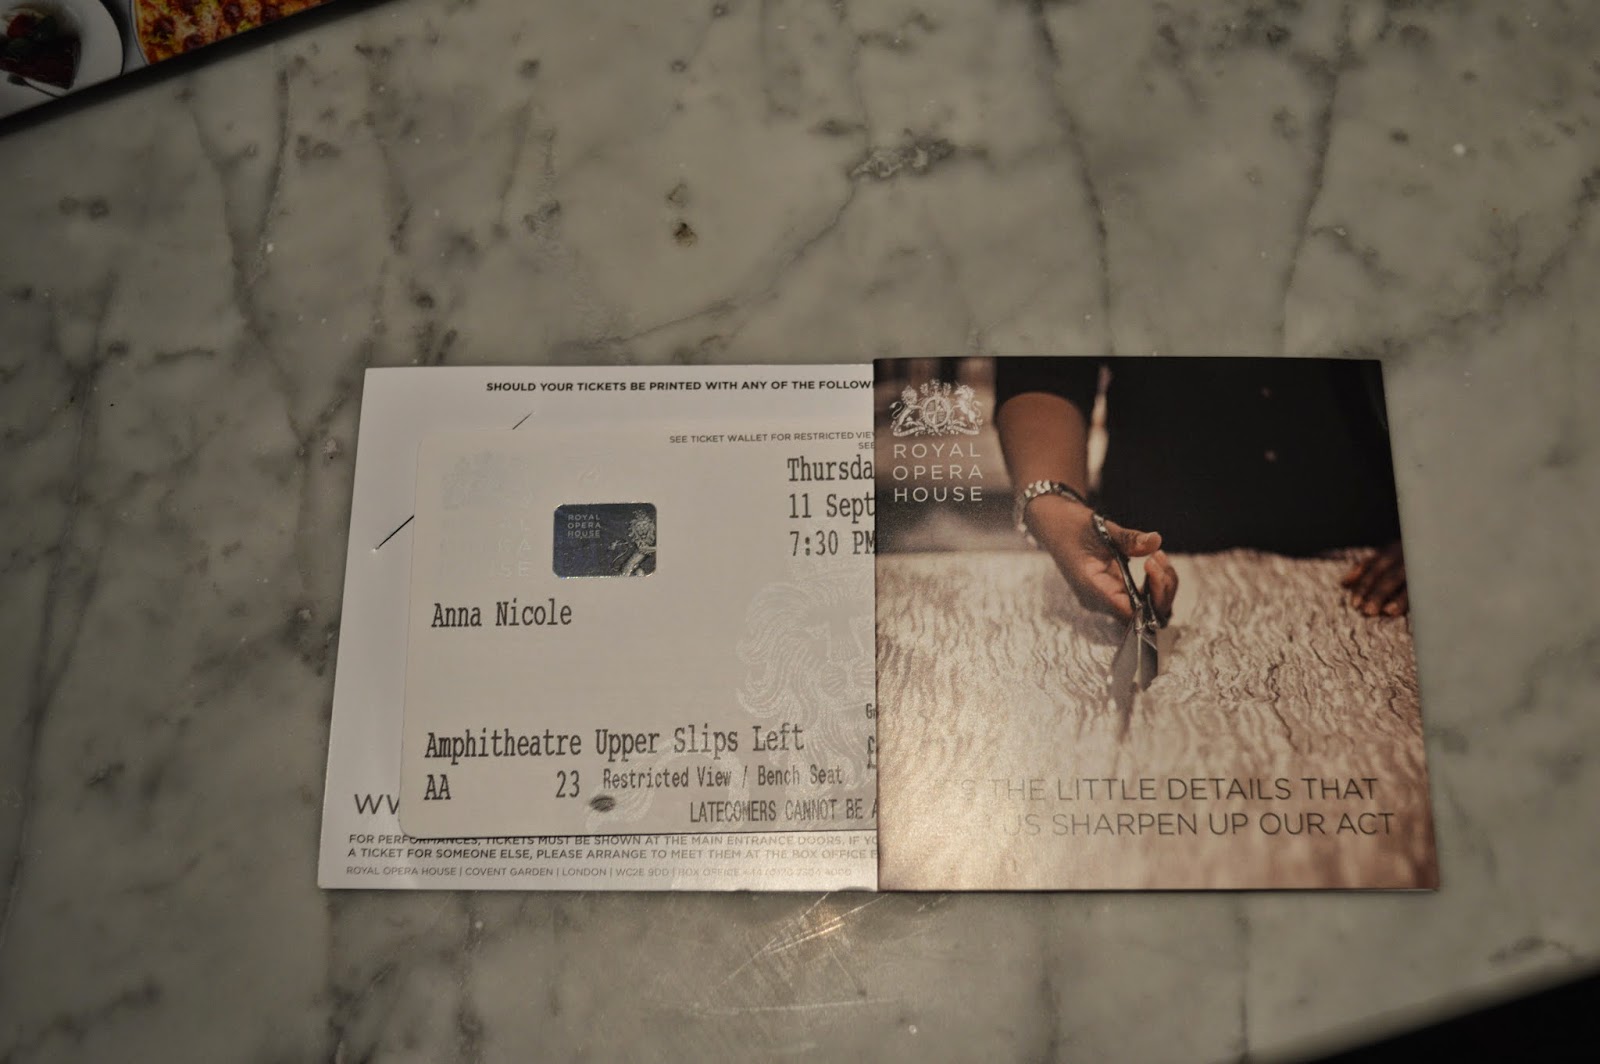 SHOULD YOUR TICKETS BE PRINTED WITH ANY OF THE FOLLOWI
SEE TICKET WALLET FOR RESTRICTED VIEW
SEE
Thursda
11 Sept
7:30 PM
ROYAL
OPERA
HOUSE
Anna Nicole
Amphitheatre Upper Slips Left
AA 23 Restricted View / Bench Seat
LATECOMERS CANNOT BE A
WV
FOR PERFORMANCES, TICKETS MUST BE SHOWN AT THE MAIN ENTRANCE DOORS. IF YO
A TICKET FOR SOMEONE ELSE, PLEASE ARRANGE TO MEET THEM AT THE BOX OFFICE
ROYAL OPERA HOUSE | COVENT GARDEN | LONDON | WC2E 9DD | BOX OFFICE
ROYAL
OPERA
HOUSE
S THE LITTLE DETAILS THAT
US SHARPEN UP OUR ACT